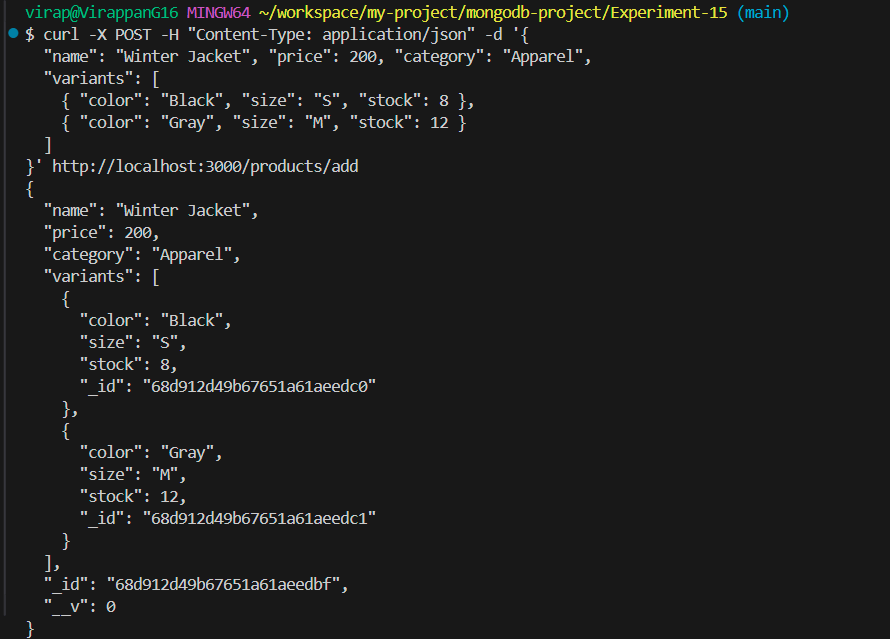 virap@VirappanG16 MINGW64 ~/workspace/my-project/mongodb-project/Experiment-15 (main)
$ curl -X POST -H "Content-Type: application/json" -d '{
  "name": "Winter Jacket", "price": 200, "category": "Apparel",
  "variants": [
    { "color": "Black", "size": "S", "stock": 8 },
    { "color": "Gray", "size": "M", "stock": 12 }
  ]
}' http://localhost:3000/products/add
{
  "name": "Winter Jacket",
  "price": 200,
  "category": "Apparel",
  "variants": [
    {
      "color": "Black",
      "size": "S",
      "stock": 8,
      "_id": "68d912d49b67651a61aeedc0"
    },
    {
      "color": "Gray",
      "size": "M",
      "stock": 12,
      "_id": "68d912d49b67651a61aeedc1"
    }
  ],
  "_id": "68d912d49b67651a61aeedbf",
  "__v": 0
}